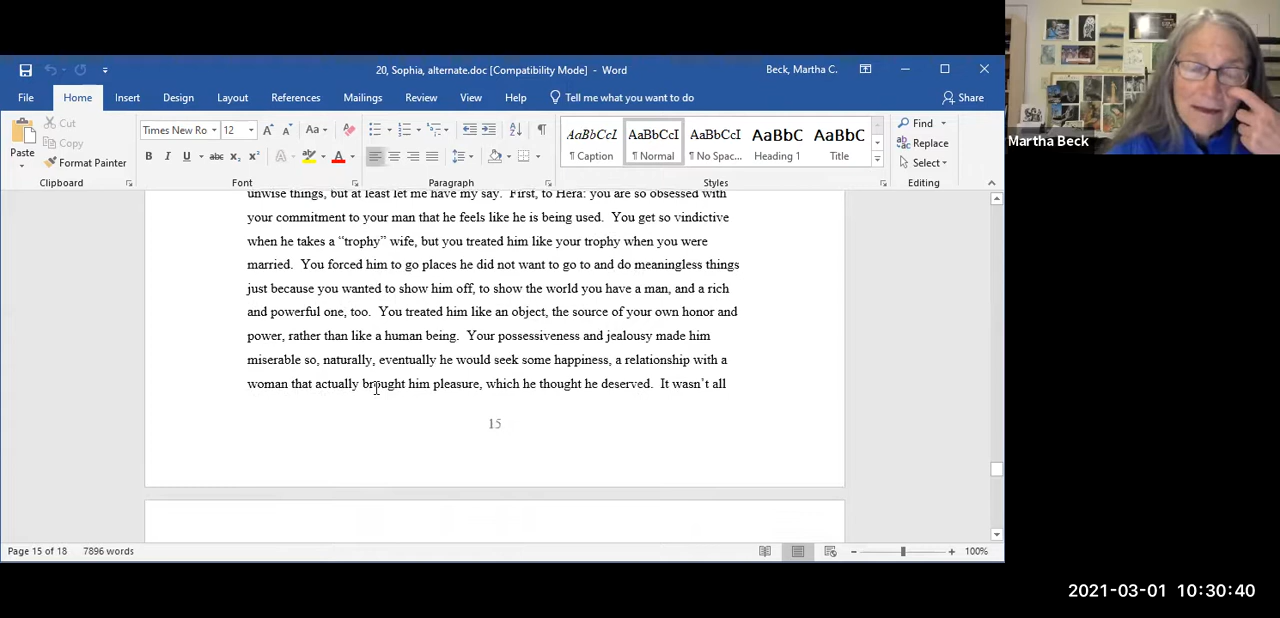 20, Sophia, alternate.doc [Compatibility Mode] - Word
Beck, Martha C.
File Home Insert Design Layout References Mailings Review View Help Tell me what you want to do
Share
Paste
Cut
Copy
Format Painter
Clipboard
Times New Ro 12
Aa
B I U abc x₂ x²
Font
Paragraph
AaBbCcI AaBbCcI AaBbCcI AaBbC AaBbC
¶ Caption ¶ Normal ¶ No Spac... Heading 1 Title
Styles
Find
Replace
Select
Editing
Martha Beck
unwise things, but at least let me have my say. First, to Hera: you are so obsessed with
your commitment to your man that he feels like he is being used. You get so vindictive
when he takes a “trophy” wife, but you treated him like your trophy when you were
married. You forced him to go places he did not want to go to and do meaningless things
just because you wanted to show him off, to show the world you have a man, and a rich
and powerful one, too. You treated him like an object, the source of your own honor and
power, rather than like a human being. Your possessiveness and jealousy made him
miserable so, naturally, eventually he would seek some happiness, a relationship with a
woman that actually brought him pleasure, which he thought he deserved. It wasn’t all
15
Page 15 of 18 7896 words
100%
2021-03-01 10:30:40